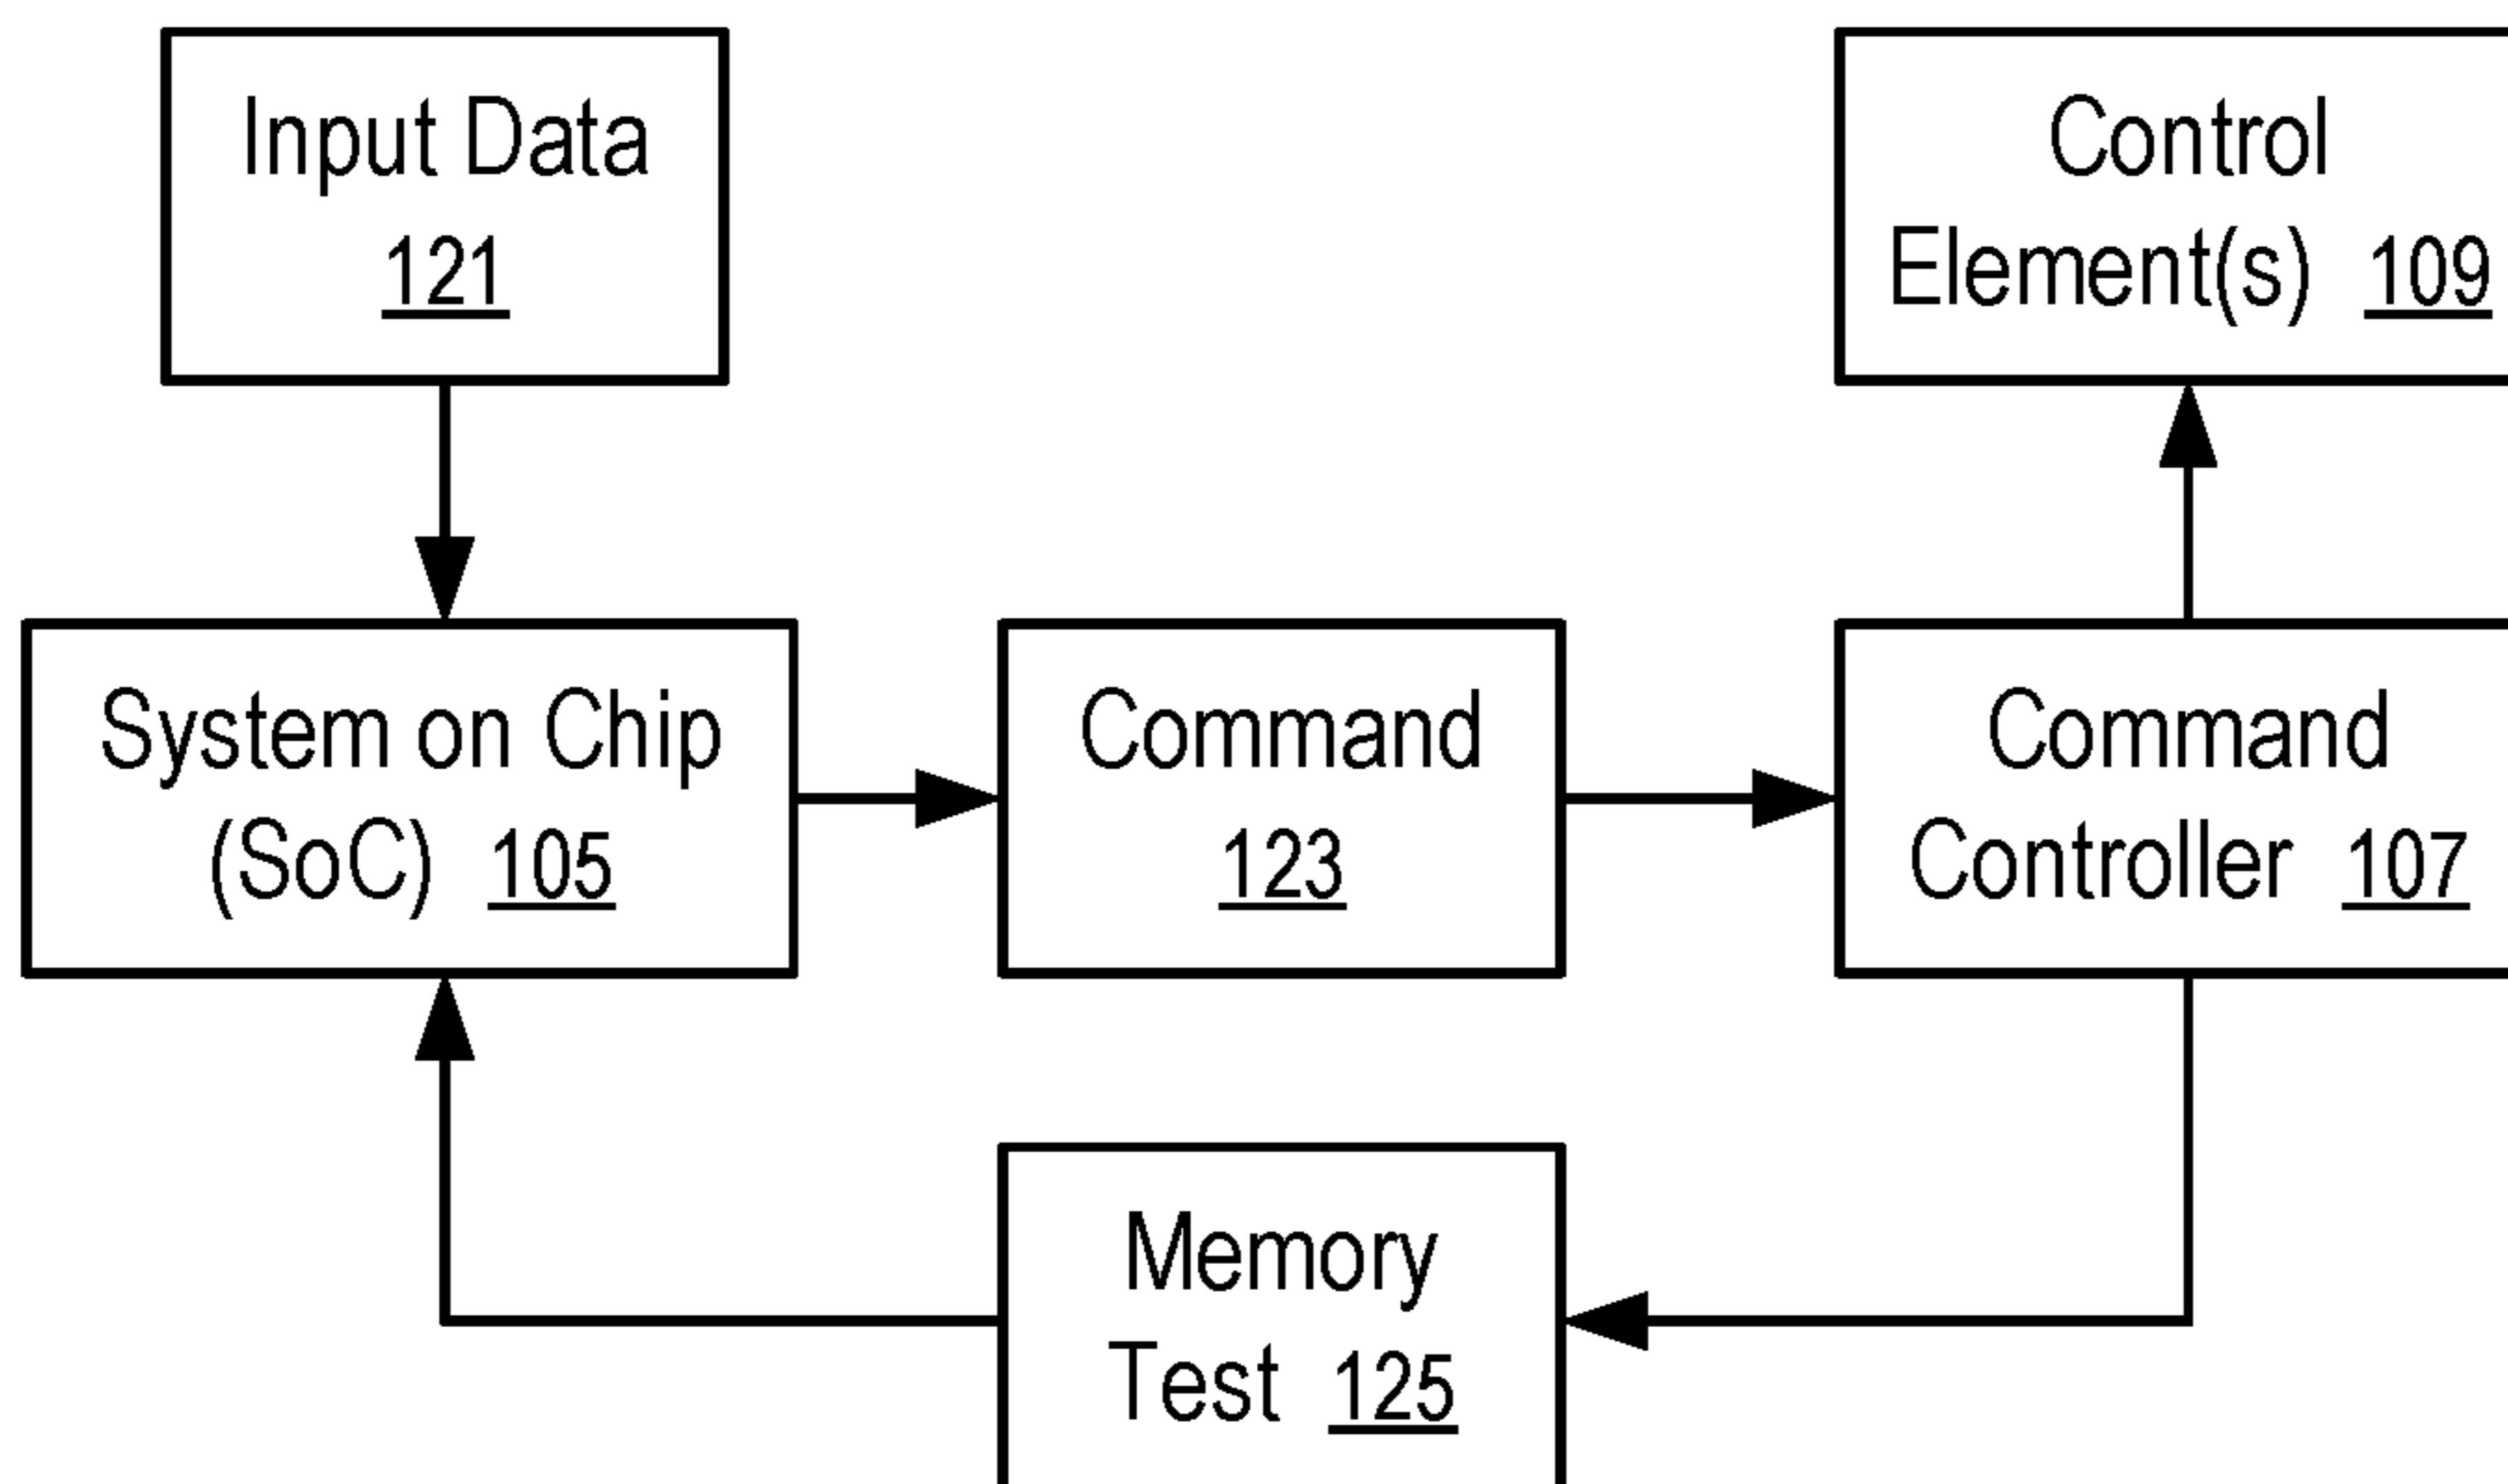 Input Data
121
Control
Element(s) 109
System on Chip
(SoC) 105
Command
123
Command
Controller 107
Memory
Test 125